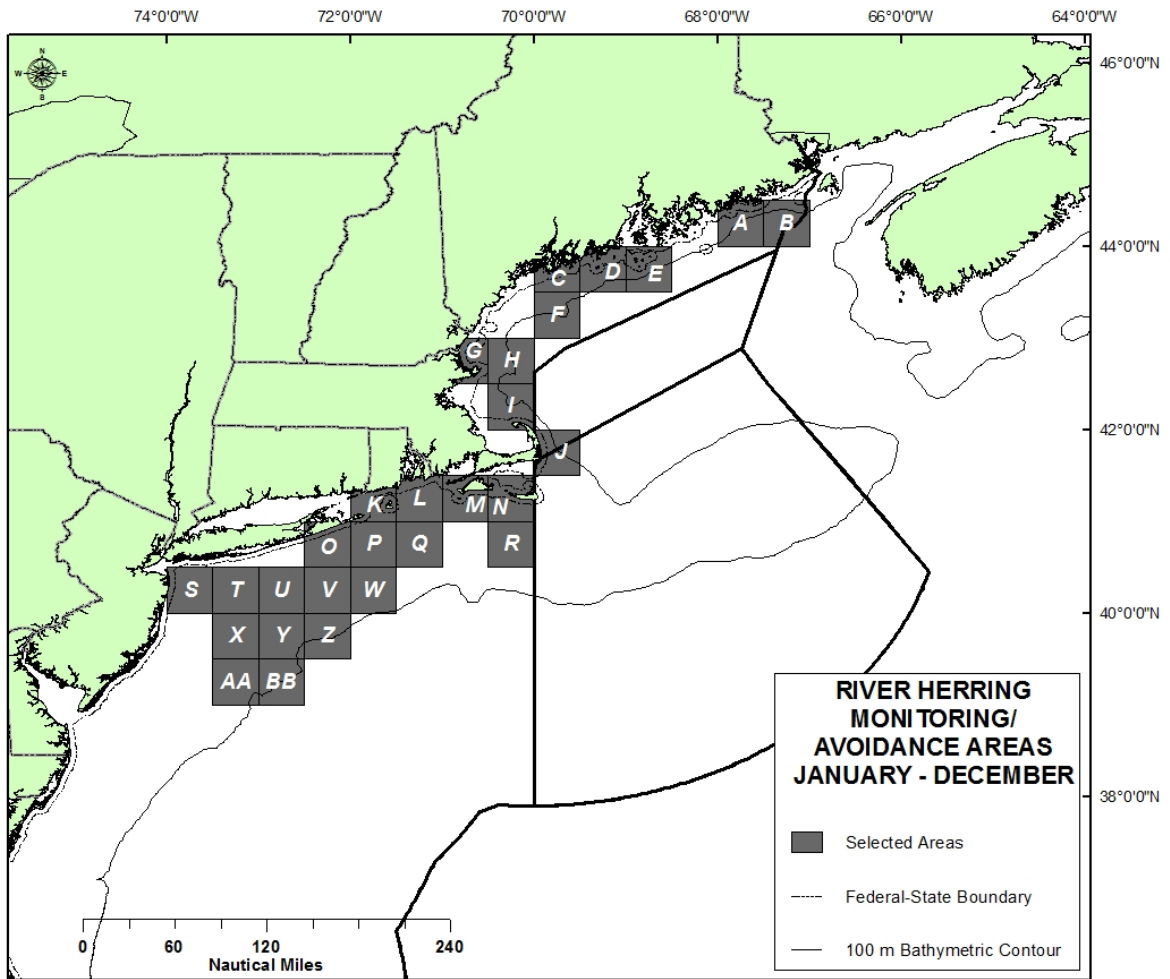 74°0'0"W 72°0'0"W 70°0'0"W 68°0'0"W 66°0'0"W 64°0'0"W
N
W E
S
46°0'0"N
A B
44°0'0"N
C D E
F
G H
I
42°0'0"N
J
K L M N
O P Q R
S T U V W
40°0'0"N
X Y Z
AA BB
38°0'0"N
RIVER HERRING
MONITORING/
AVOIDANCE AREAS
JANUARY - DECEMBER
Selected Areas
Federal-State Boundary
100 m Bathymetric Contour
0 60 120 240
Nautical Miles